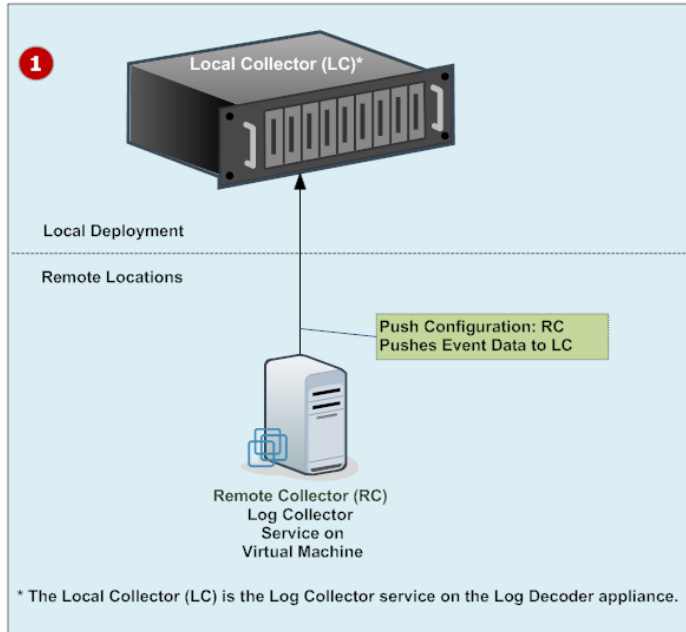 1
Local Collector (LC)*
Local Deployment
Remote Locations
Push Configuration: RC
Pushes Event Data to LC
Remote Collector (RC)
Log Collector
Service on
Virtual Machine
* The Local Collector (LC) is the Log Collector service on the Log Decoder appliance.